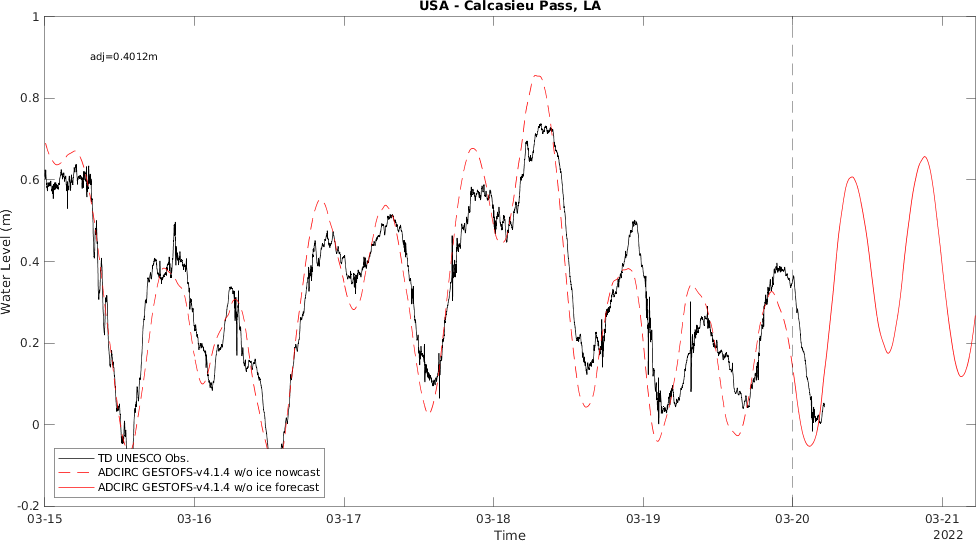 USA - Calcasieu Pass, LA
adj=0.4012m
Water Level (m)
1
0.8
0.6
0.4
0.2
0
-0.2
TD UNESCO Obs.
ADCIRC GESTOFS-v4.1.4 w/o ice nowcast
ADCIRC GESTOFS-v4.1.4 w/o ice forecast
03-15 03-16 03-17 03-18 03-19 03-20 03-21
Time
2022